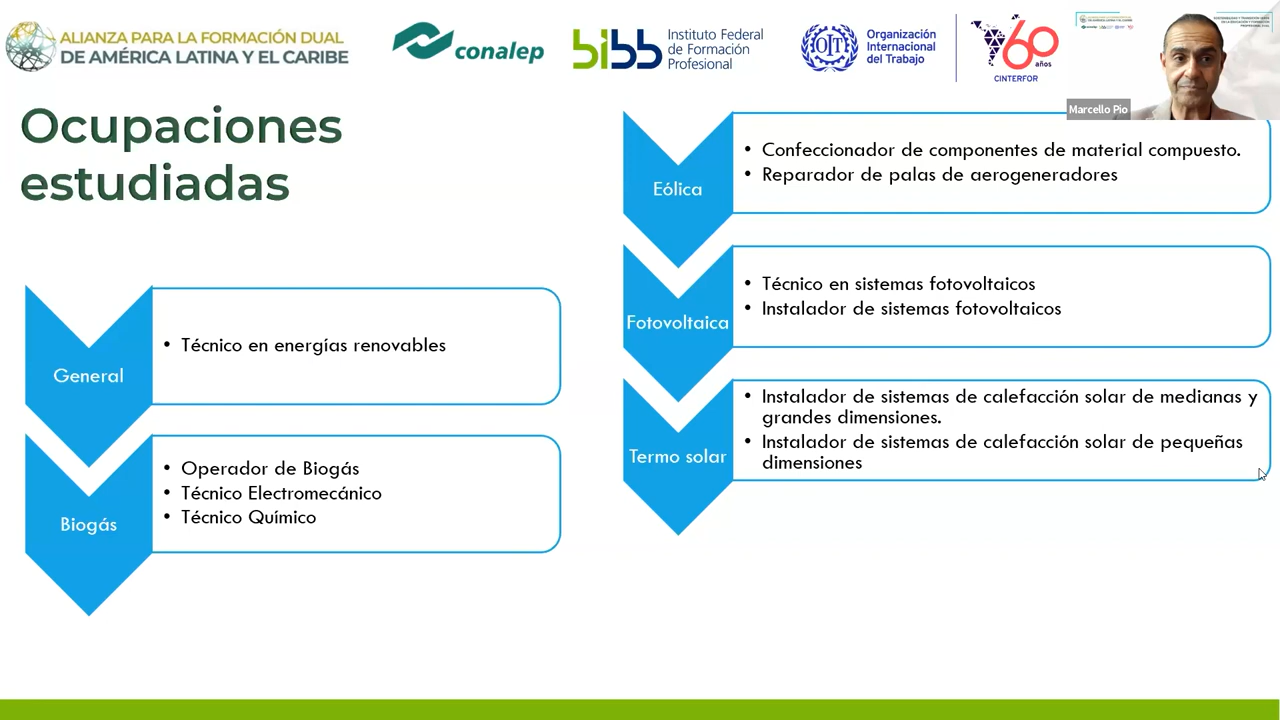 ALIANZA PARA LA FORMACIÓN DUAL
DE AMÉRICA LATINA Y EL CARIBE
conalep
bibb
Instituto Federal
de Formación
Profesional
OIT
Organización
Internacional
del Trabajo
60
años
CINTERFOR
Marcello Pio
Ocupaciones
estudiadas
General
• Técnico en energías renovables
Biogás
• Operador de Biogás
• Técnico Electromecánico
• Técnico Químico
Eólica
• Confeccionador de componentes de material compuesto.
• Reparador de palas de aerogeneradores
Fotovoltaica
• Técnico en sistemas fotovoltaicos
• Instalador de sistemas fotovoltaicos
Termo solar
• Instalador de sistemas de calefacción solar de medianas y
grandes dimensiones.
• Instalador de sistemas de calefacción solar de pequeñas
dimensiones